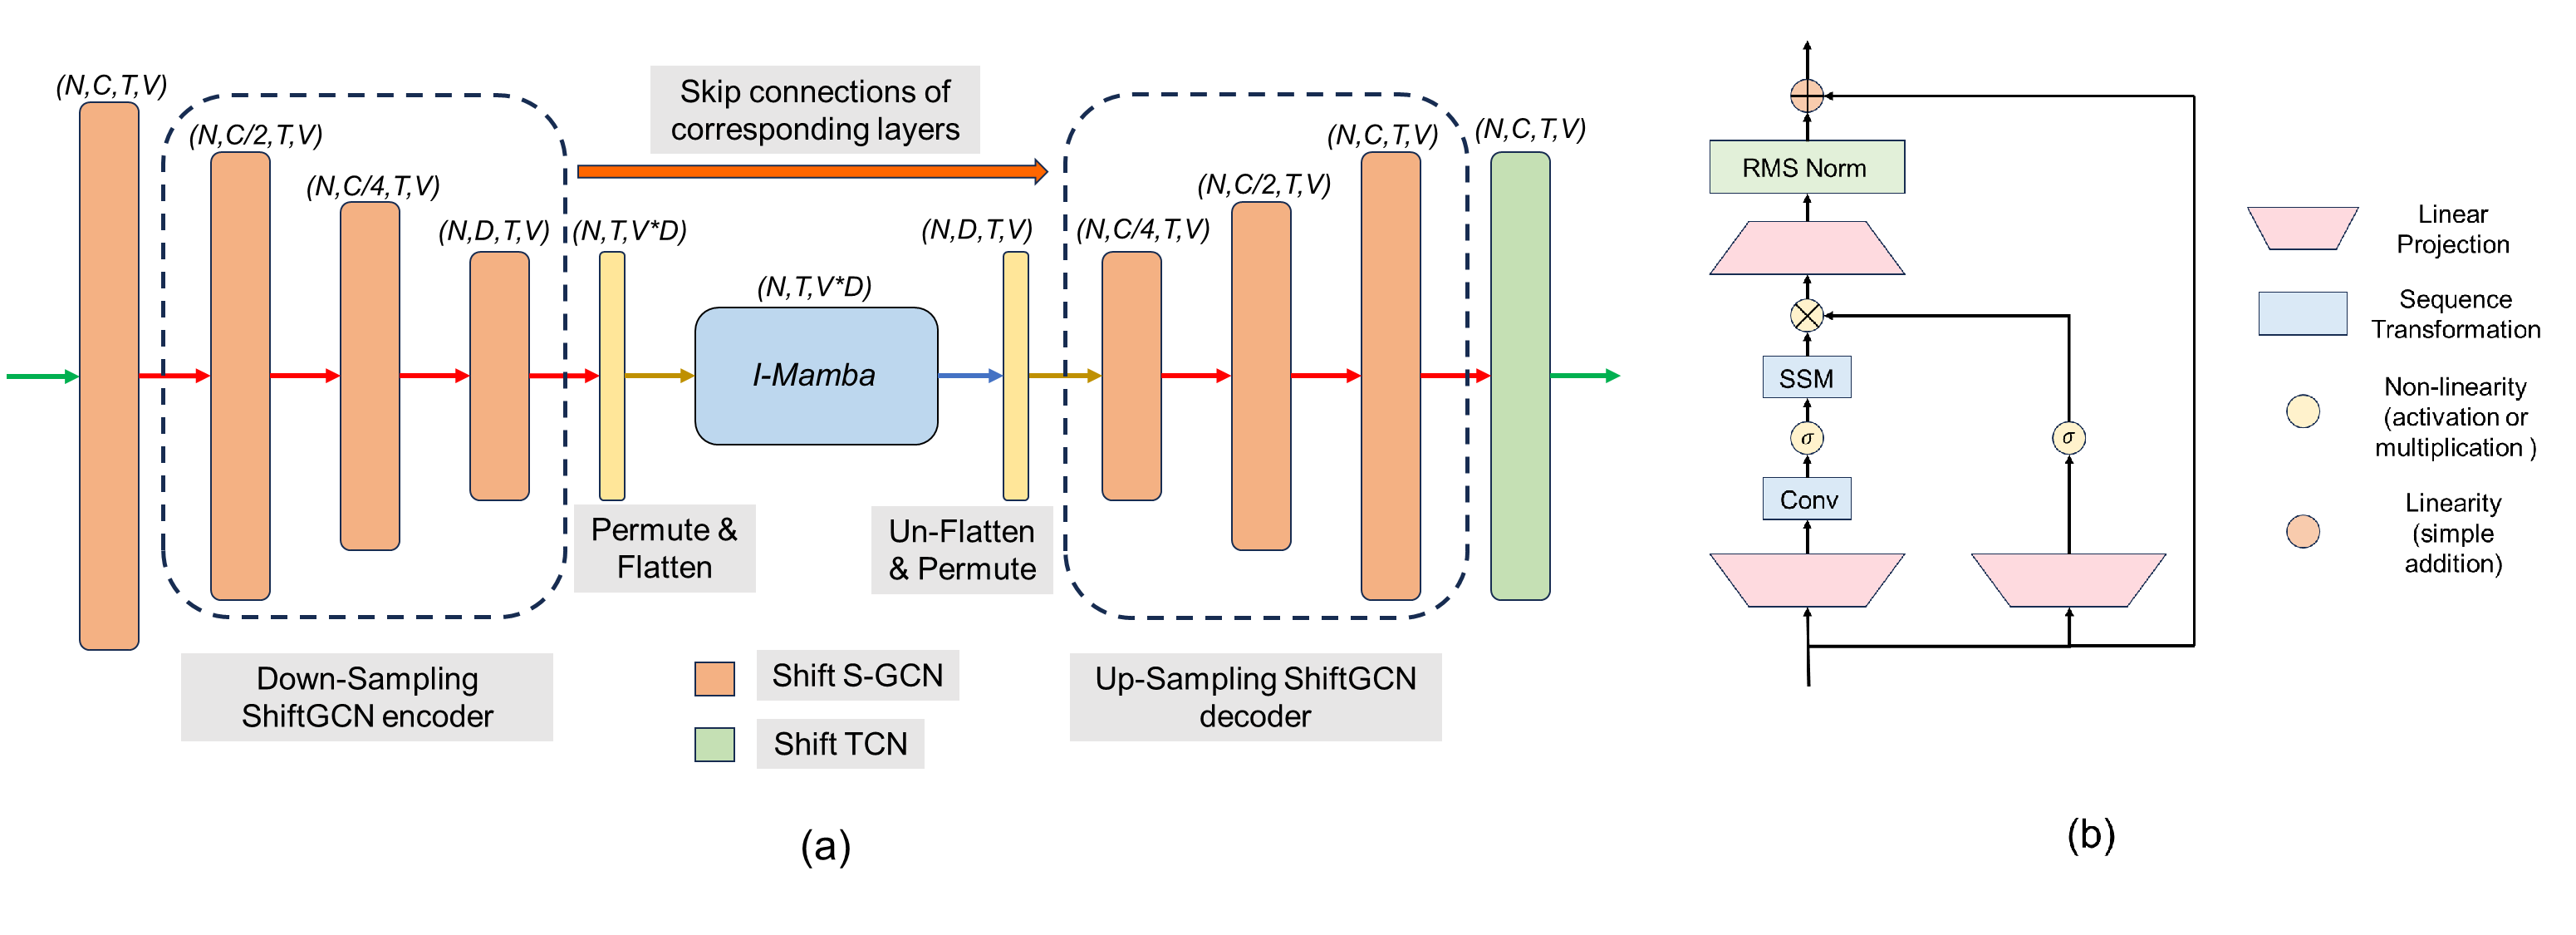 (N,C,T,V)
(N,C/2,T,V)
(N,C/4,T,V)
(N,D,T,V)
(N,T,V*D)
Skip connections of
corresponding layers
(N,T,V*D)
I-Mamba
(N,D,T,V)
(N,C/4,T,V)
(N,C/2,T,V)
(N,C,T,V)
(N,C,T,V)
Permute &
Flatten
Un-Flatten
& Permute
Down-Sampling
ShiftGCN encoder
Shift S-GCN
Shift TCN
Up-Sampling ShiftGCN
decoder
(a)
RMS Norm
SSM
σ
σ
Conv
Linear
Projection
Sequence
Transformation
Non-linearity
(activation or
multiplication )
Linearity
(simple
addition)
(b)